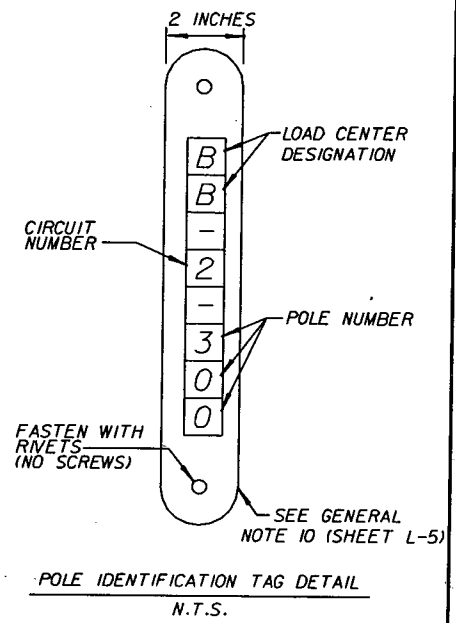 2 INCHES
B
B
-
2
-
3
0
0
LOAD CENTER
DESIGNATION
CIRCUIT
NUMBER
POLE NUMBER
FASTEN WITH
RIVETS
(NO SCREWS)
SEE GENERAL
NOTE 10 (SHEET L-5)
POLE IDENTIFICATION TAG DETAIL
N.T.S.